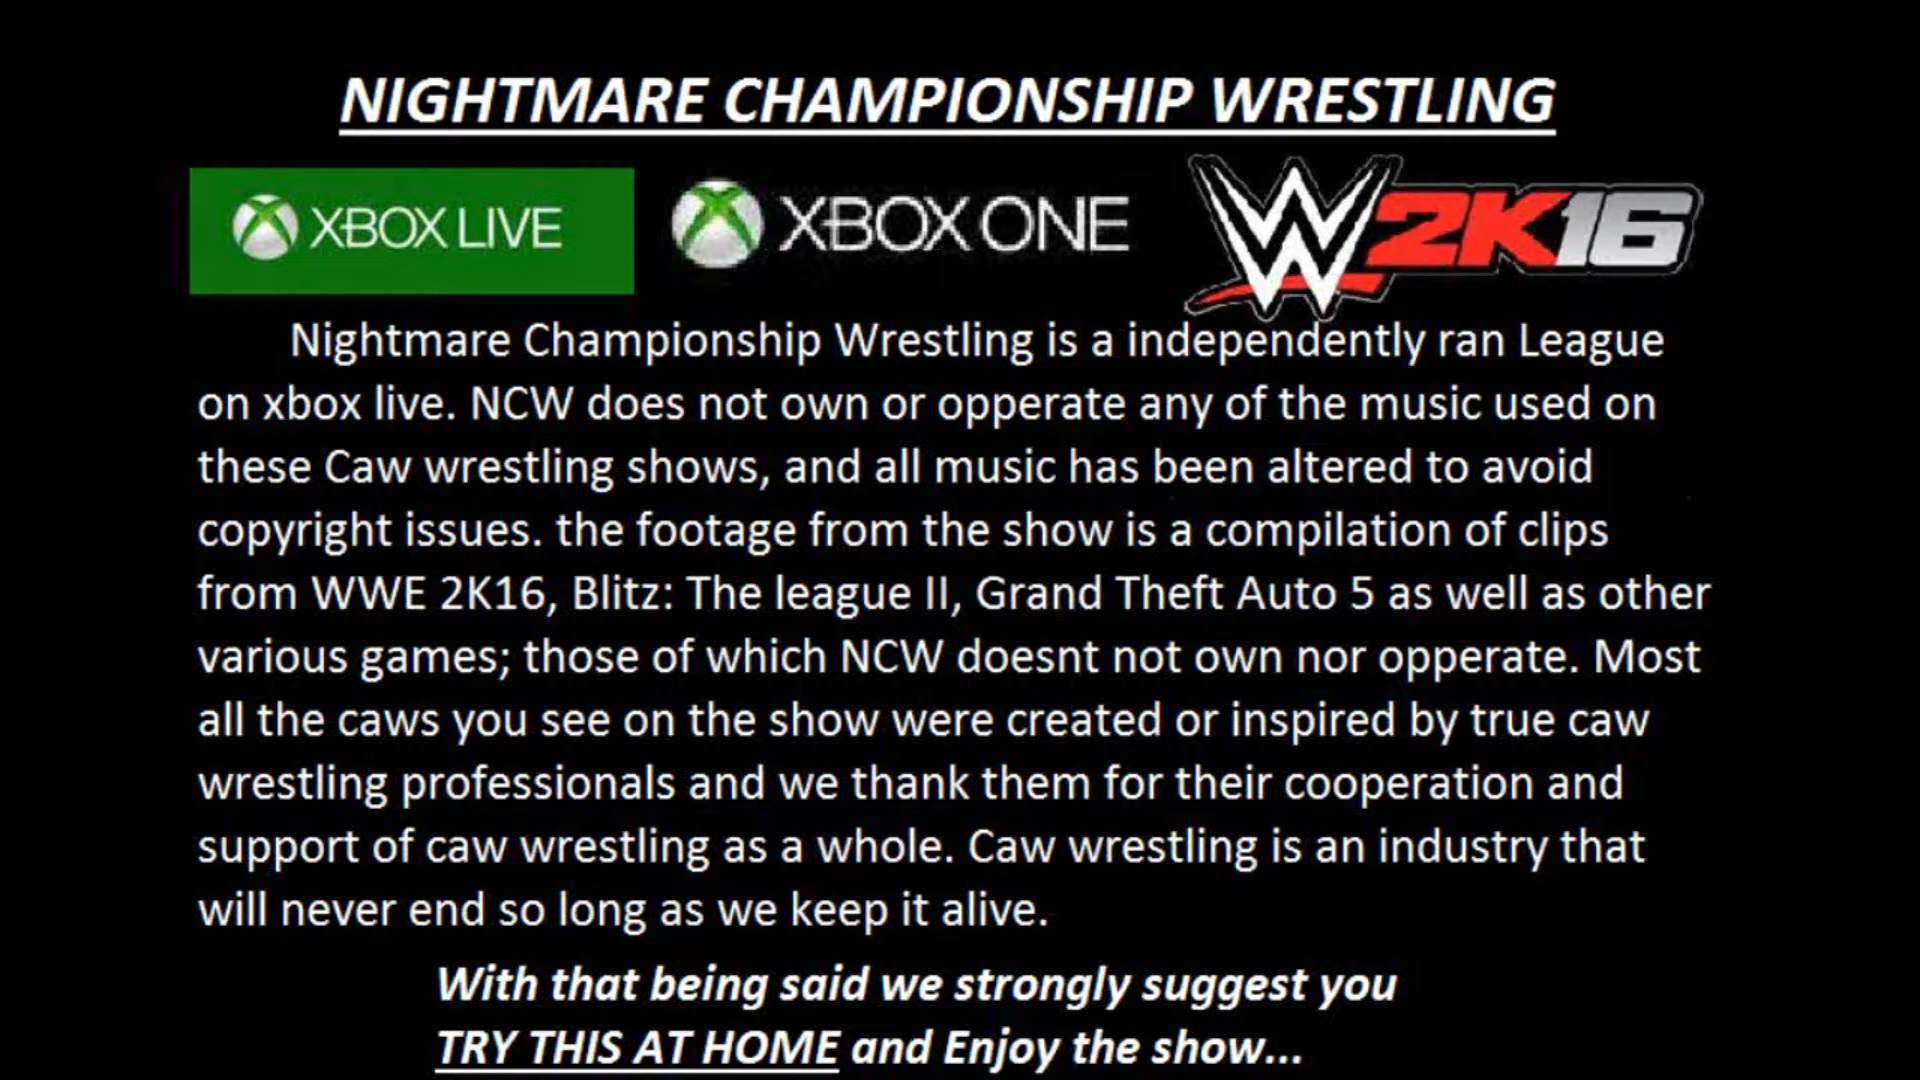 NIGHTMARE CHAMPIONSHIP WRESTLING
XBOX LIVE XBOX ONE W 2K16
Nightmare Championship Wrestling is a independently ran League
on xbox live. NCW does not own or opperate any of the music used on
these Caw wrestling shows, and all music has been altered to avoid
copyright issues. the footage from the show is a compilation of clips
from WWE 2K16, Blitz: The league II, Grand Theft Auto 5 as well as other
various games; those of which NCW doesnt not own nor opperate. Most
all the caws you see on the show were created or inspired by true caw
wrestling professionals and we thank them for their cooperation and
support of caw wrestling as a whole. Caw wrestling is an industry that
will never end so long as we keep it alive.
With that being said we strongly suggest you
TRY THIS AT HOME and Enjoy the show...